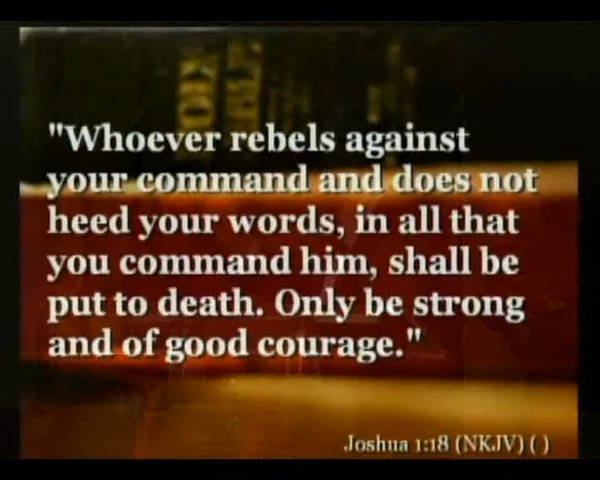 "Whoever rebels against
your command and does not
heed your words, in all that
you command him, shall be
put to death. Only be strong
and of good courage."
Joshua 1:18 (NKJV) ( )